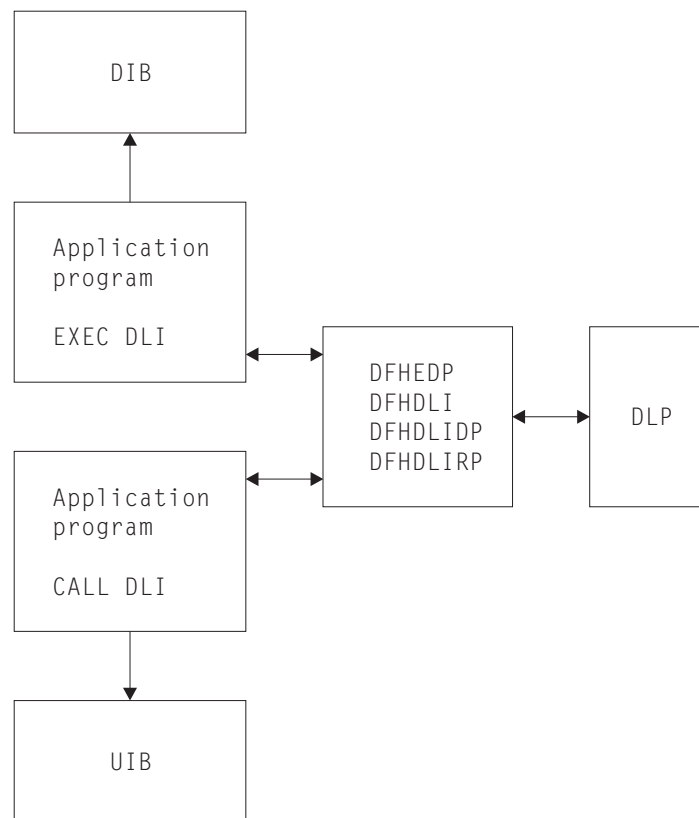 DIB
Application
program
EXEC DLI
DFHEDP
DFHDLI
DFHDLIDP
DFHDLIRP
DLP
Application
program
CALL DLI
UIB